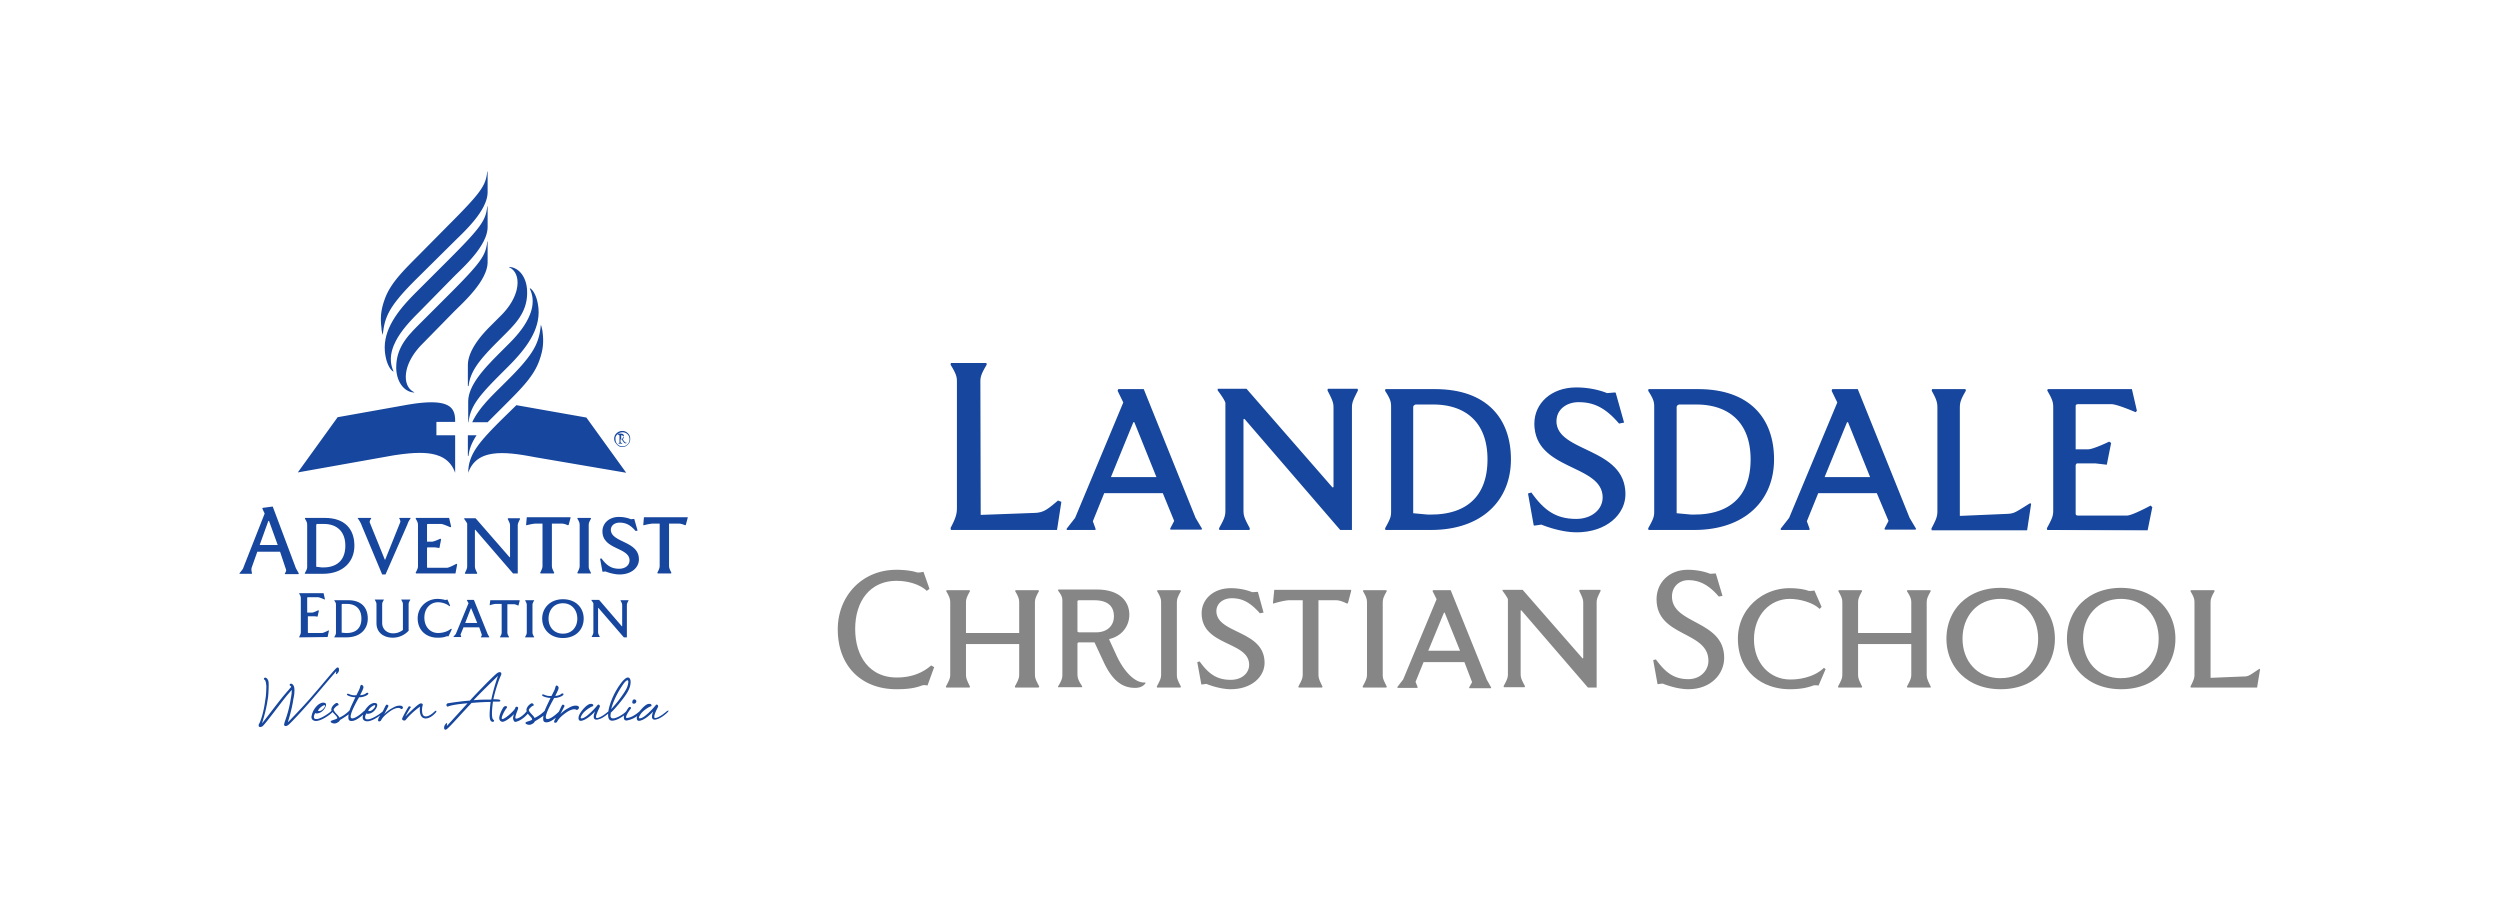 ADVENTIST
EDUCATION
Western Australia
LANDSDALE
CHRISTIAN SCHOOL
®